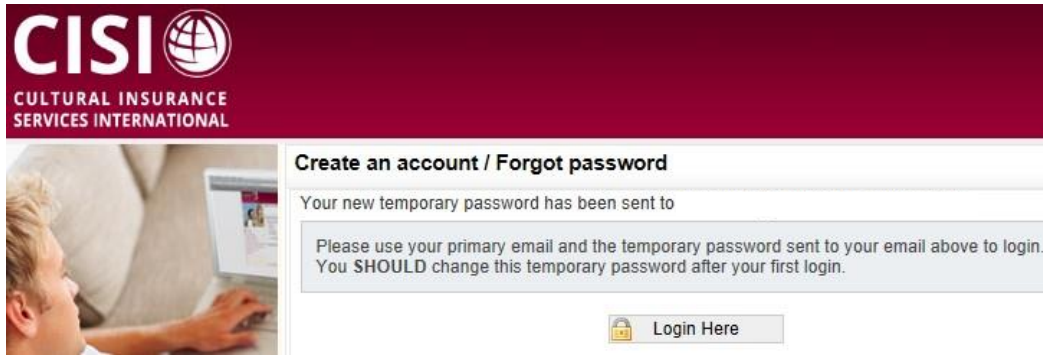 CISI
CULTURAL INSURANCE
SERVICES INTERNATIONAL
Create an account / Forgot password
Your new temporary password has been sent to
Please use your primary email and the temporary password sent to your email above to login.
You SHOULD change this temporary password after your first login.
Login Here